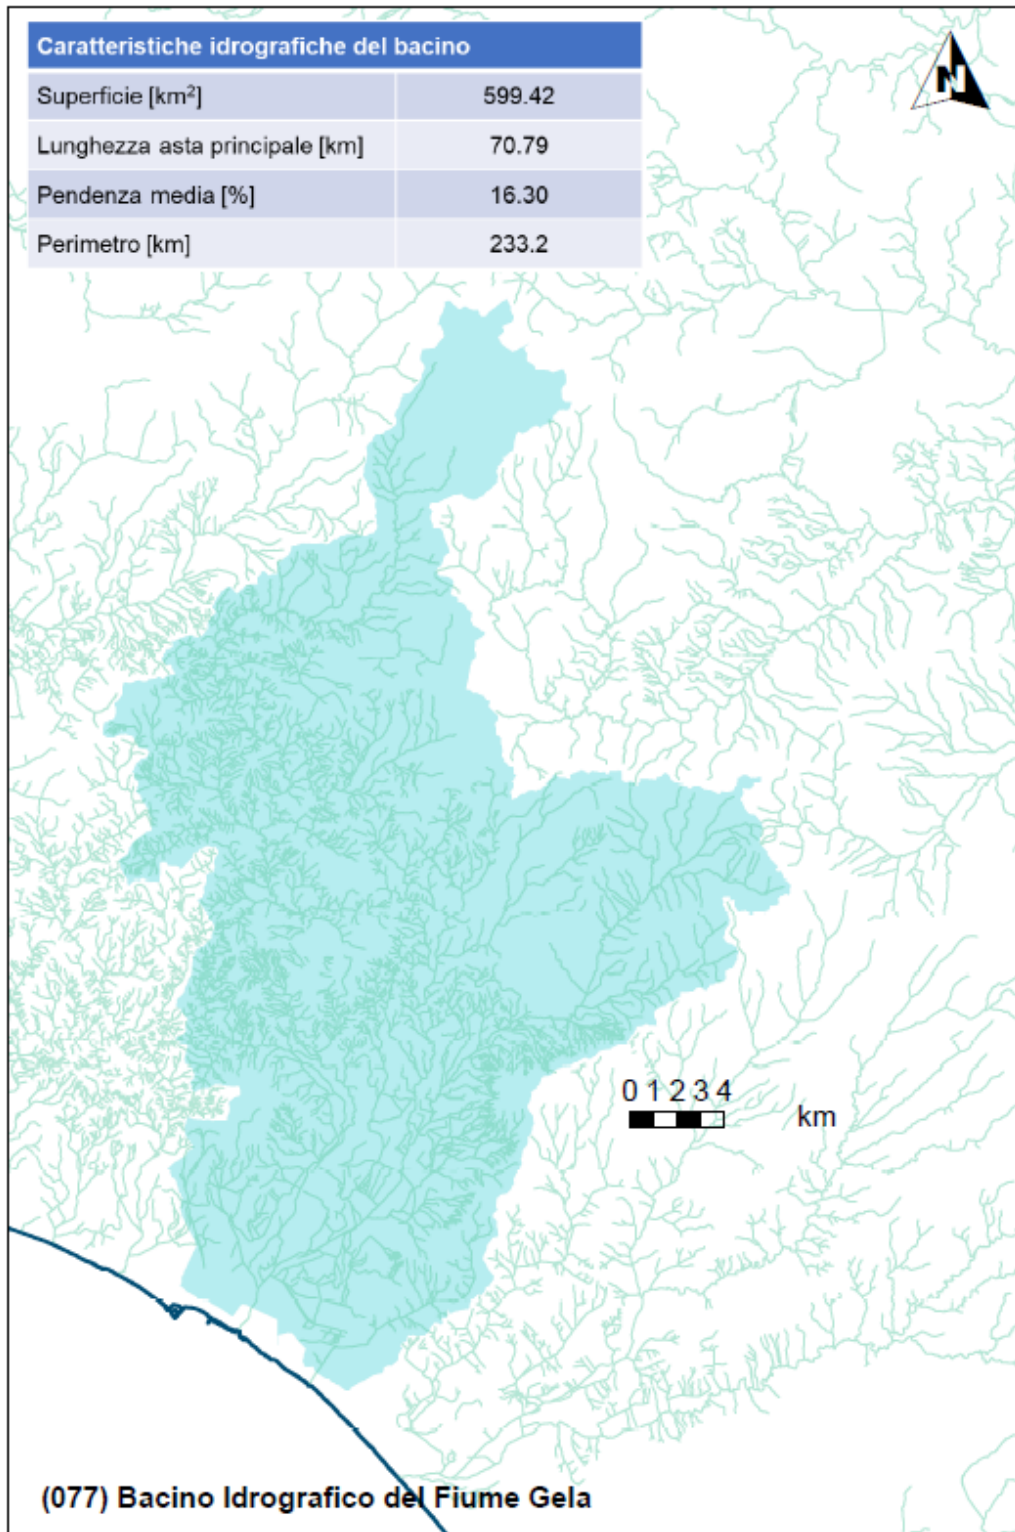 Caratteristiche idrografiche del bacino
Superficie [km²] 599.42
Lunghezza asta principale [km] 70.79
Pendenza media [%] 16.30
Perimetro [km] 233.2
N
0 1 2 3 4
km
(077) Bacino Idrografico del Fiume Gela